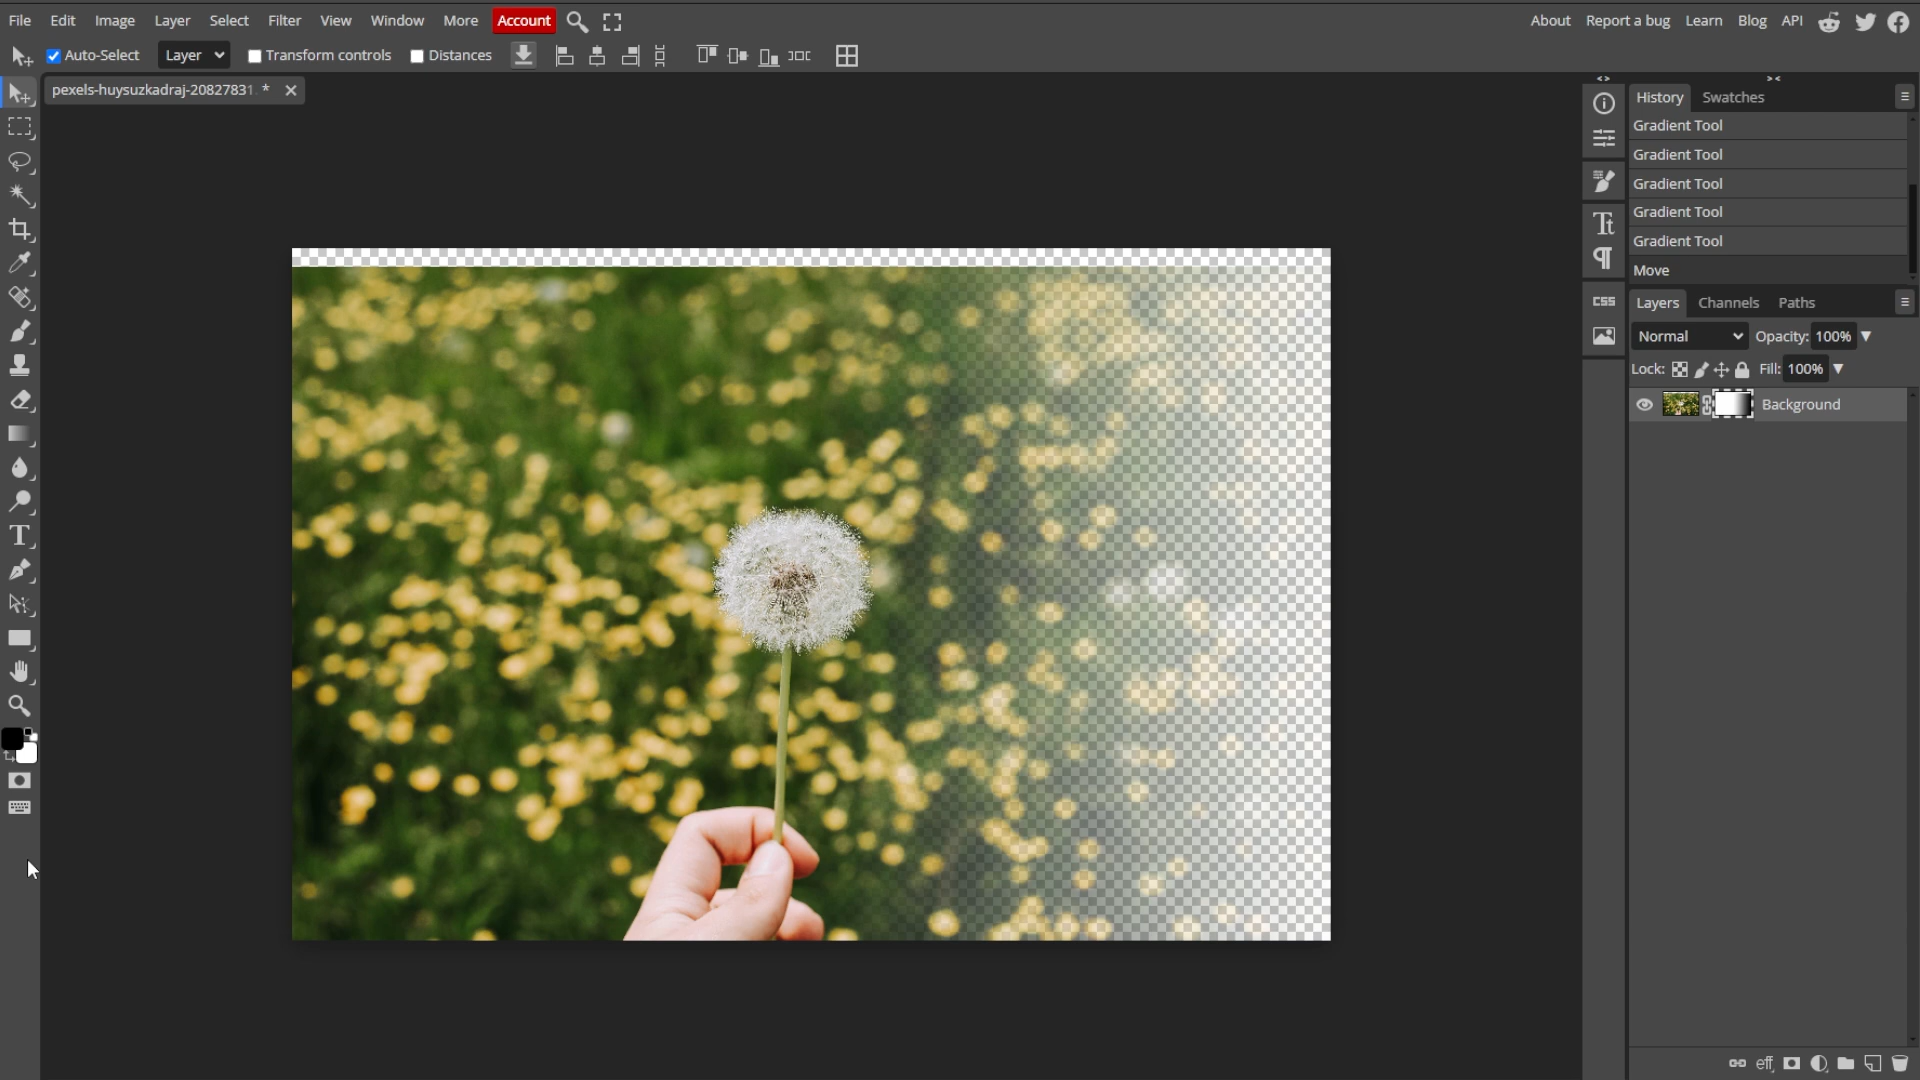 File Edit Image Layer Select Filter View Window More Account
About Report a bug Learn Blog API
Auto-Select Layer Transform controls Distances
pexels-huysuzkadraj-20827831. *
History Swatches
Gradient Tool
Gradient Tool
Gradient Tool
Gradient Tool
Gradient Tool
Move
CSS
Layers Channels Paths
Normal Opacity: 100%
Lock: Fill: 100%
Background
eff